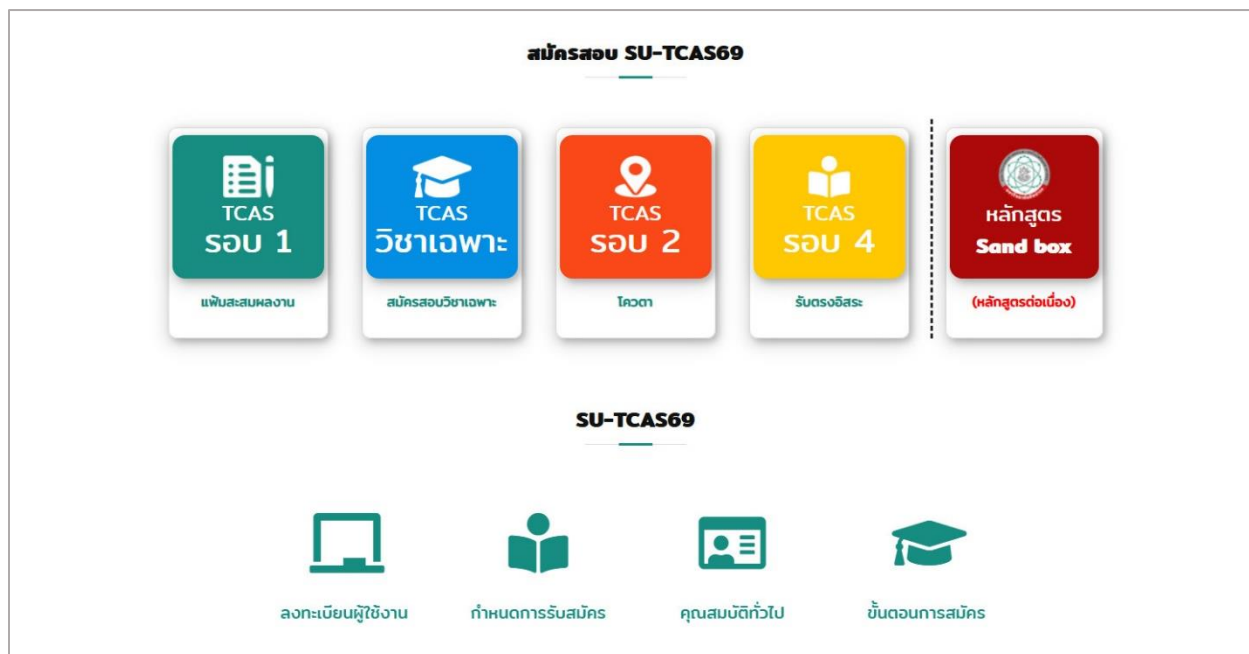 สมัครสอบ SU-TCAS69
TCAS
รอบ 1
แฟ้มสะสมผลงาน
TCAS
วิชาเฉพาะ
สมัครสอบวิชาเฉพาะ
TCAS
รอบ 2
โควตา
TCAS
รอบ 4
รับตรงอิสระ
หลักสูตร
Sand box
(หลักสูตรต่อเนื่อง)
SU-TCAS69
ลงทะเบียนผู้ใช้งาน
กำหนดการรับสมัคร
คุณสมบัติทั่วไป
ขั้นตอนการสมัคร